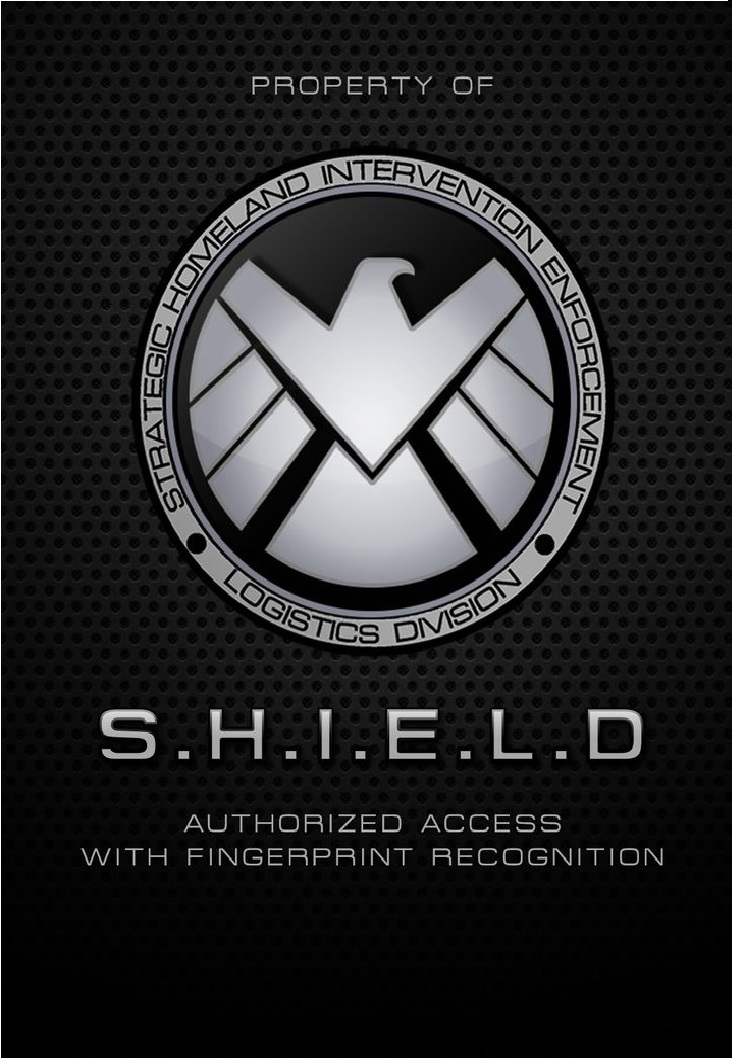 PROPERTY OF
STRATEGIC HOMELAND INTERVENTION ENFORCEMENT
LOGISTICS DIVISION
S.H.I.E.L.D
AUTHORIZED ACCESS
WITH FINGERPRINT RECOGNITION